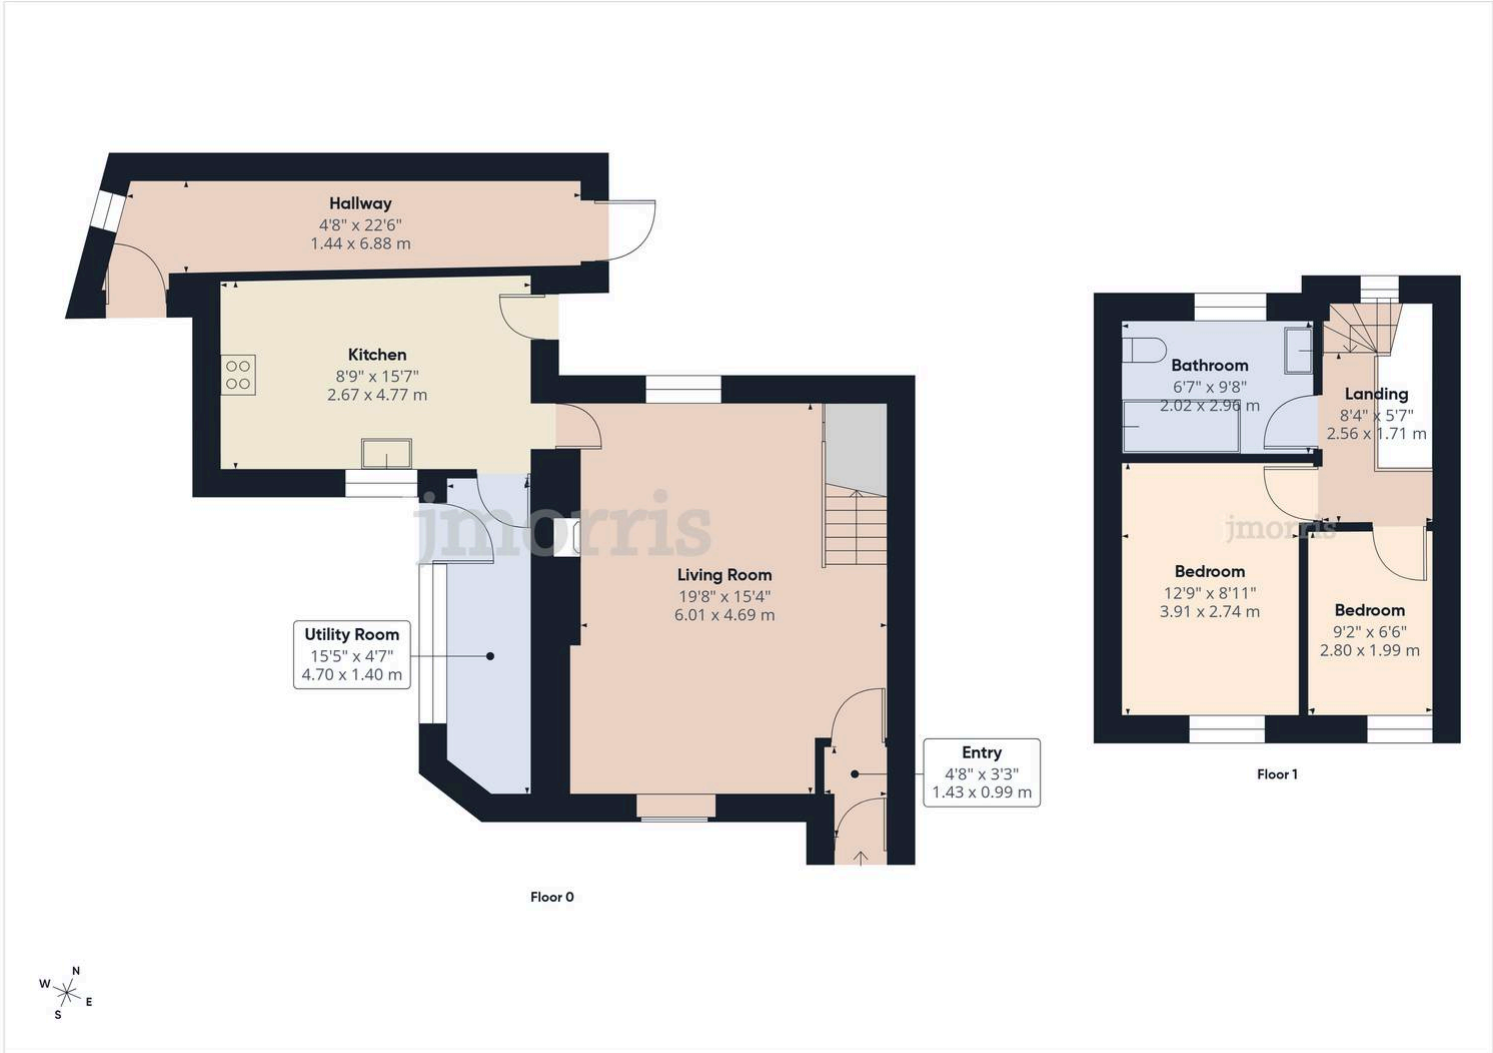 Hallway
4'8" x 22'6"
1.44 x 6.88 m
Kitchen
8'9" x 15'7"
2.67 x 4.77 m
jmorris
Living Room
19'8" x 15'4"
6.01 x 4.69 m
Utility Room
15'5" x 4'7"
4.70 x 1.40 m
Entry
4'8" x 3'3"
1.43 x 0.99 m
Floor 0
Bathroom
6'7" x 9'8"
2.02 x 2.96 m
Landing
8'4" x 5'7"
2.56 x 1.71 m
jmorris
Bedroom
12'9" x 8'11"
3.91 x 2.74 m
Bedroom
9'2" x 6'6"
2.80 x 1.99 m
Floor 1
N
W
E
S